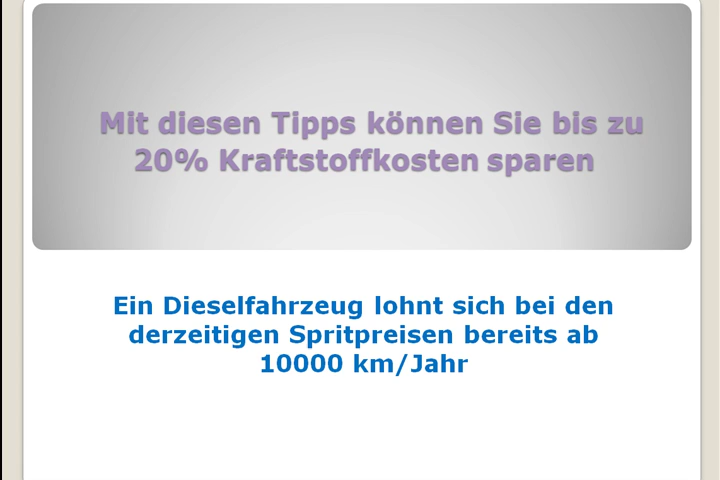 Mit diesen Tipps können Sie bis zu
20% Kraftstoffkosten sparen
Ein Dieselfahrzeug lohnt sich bei den
derzeitigen Spritpreisen bereits ab
10000 km/Jahr